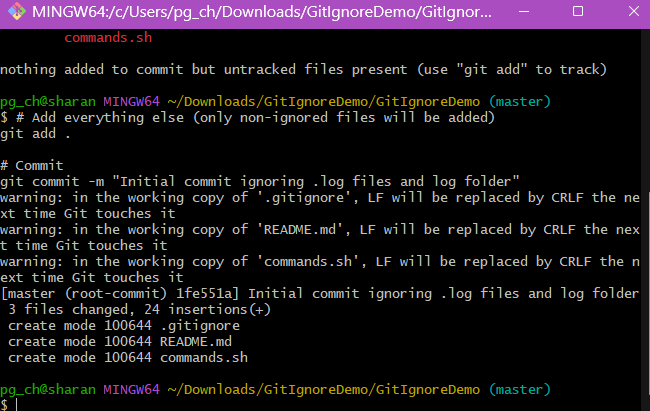 MINGW64:/c/Users/pg_ch/Downloads/GitIgnoreDemo/GitIgnor...
commands.sh
nothing added to commit but untracked files present (use "git add" to track)
pg_ch@sharan MINGW64 ~/Downloads/GitIgnoreDemo/GitIgnoreDemo (master)
$ # Add everything else (only non-ignored files will be added)
git add .
# Commit
git commit -m "Initial commit ignoring .log files and log folder"
warning: in the working copy of '.gitignore', LF will be replaced by CRLF the ne
xt time Git touches it
warning: in the working copy of 'README.md', LF will be replaced by CRLF the nex
t time Git touches it
warning: in the working copy of 'commands.sh', LF will be replaced by CRLF the n
ext time Git touches it
[master (root-commit) 1fe551a] Initial commit ignoring .log files and log folder
3 files changed, 24 insertions(+)
create mode 100644 .gitignore
create mode 100644 README.md
create mode 100644 commands.sh
pg_ch@sharan MINGW64 ~/Downloads/GitIgnoreDemo/GitIgnoreDemo (master)
$